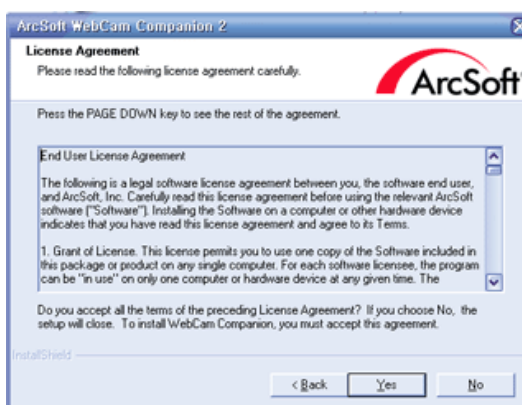 ArcSoft WebCam Companion 2
License Agreement
Please read the following license agreement carefully.
ArcSoft
Press the PAGE DOWN key to see the rest of the agreement.
End User License Agreement
The following is a legal software license agreement between you, the software end user,
and ArcSoft, Inc. Carefully read this license agreement before using the relevant ArcSoft
software ("Software"). Installing the Software on a computer or other hardware device
indicates that you have read this license agreement and agree to its Terms.
1. Grant of License. This license permits you to use one copy of the Software included in
this package or product on any single computer. For each software licensee, the program
can be "in use" on only one computer or hardware device at any given time. The
Do you accept all the terms of the preceding License Agreement? If you choose No, the
setup will close. To install WebCam Companion, you must accept this agreement.
InstallShield
< Back
Yes
No